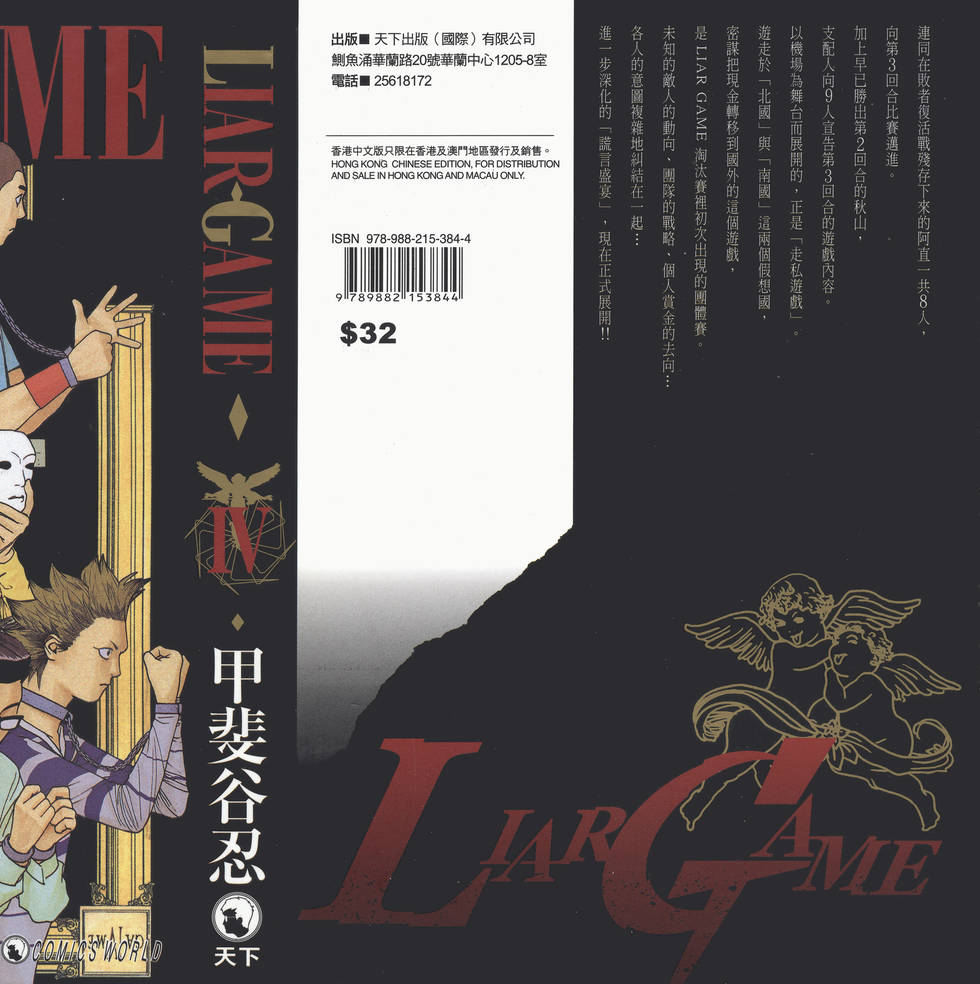 ME
LIAR GAME
IV
甲斐谷忍
天下
COMICS WORLD
出版■ 天下出版（國際）有限公司
鰂魚涌華蘭路20號華蘭中心1205-8室
電話■ 25618172
香港中文版只限在香港及澳門地區發行及銷售。
HONG KONG CHINESE EDITION, FOR DISTRIBUTION
AND SALE IN HONG KONG AND MACAU ONLY.
ISBN 978-988-215-384-4
9 789882 153844
$32
連同在敗者復活戰殘存下來的阿直一共8人，
向第3回合比賽邁進。
加上早已勝出第2回合的秋山，
支配人向9人宣告第3回合的遊戲內容。
以機場為舞台而展開的，正是「走私遊戲」。
遊走於「北國」與「南國」這兩個假想國，
密謀把現金轉移到國外的這個遊戲，
是 LIAR GAME 淘汰賽裡初次出現的團體賽。
未知的敵人的動向、團隊的戰略、個人賞金的去向…
各人的意圖複雜地糾結在一起…
進一步深化的「謊言盛宴」，現在正式展開!!
LIAR GAME